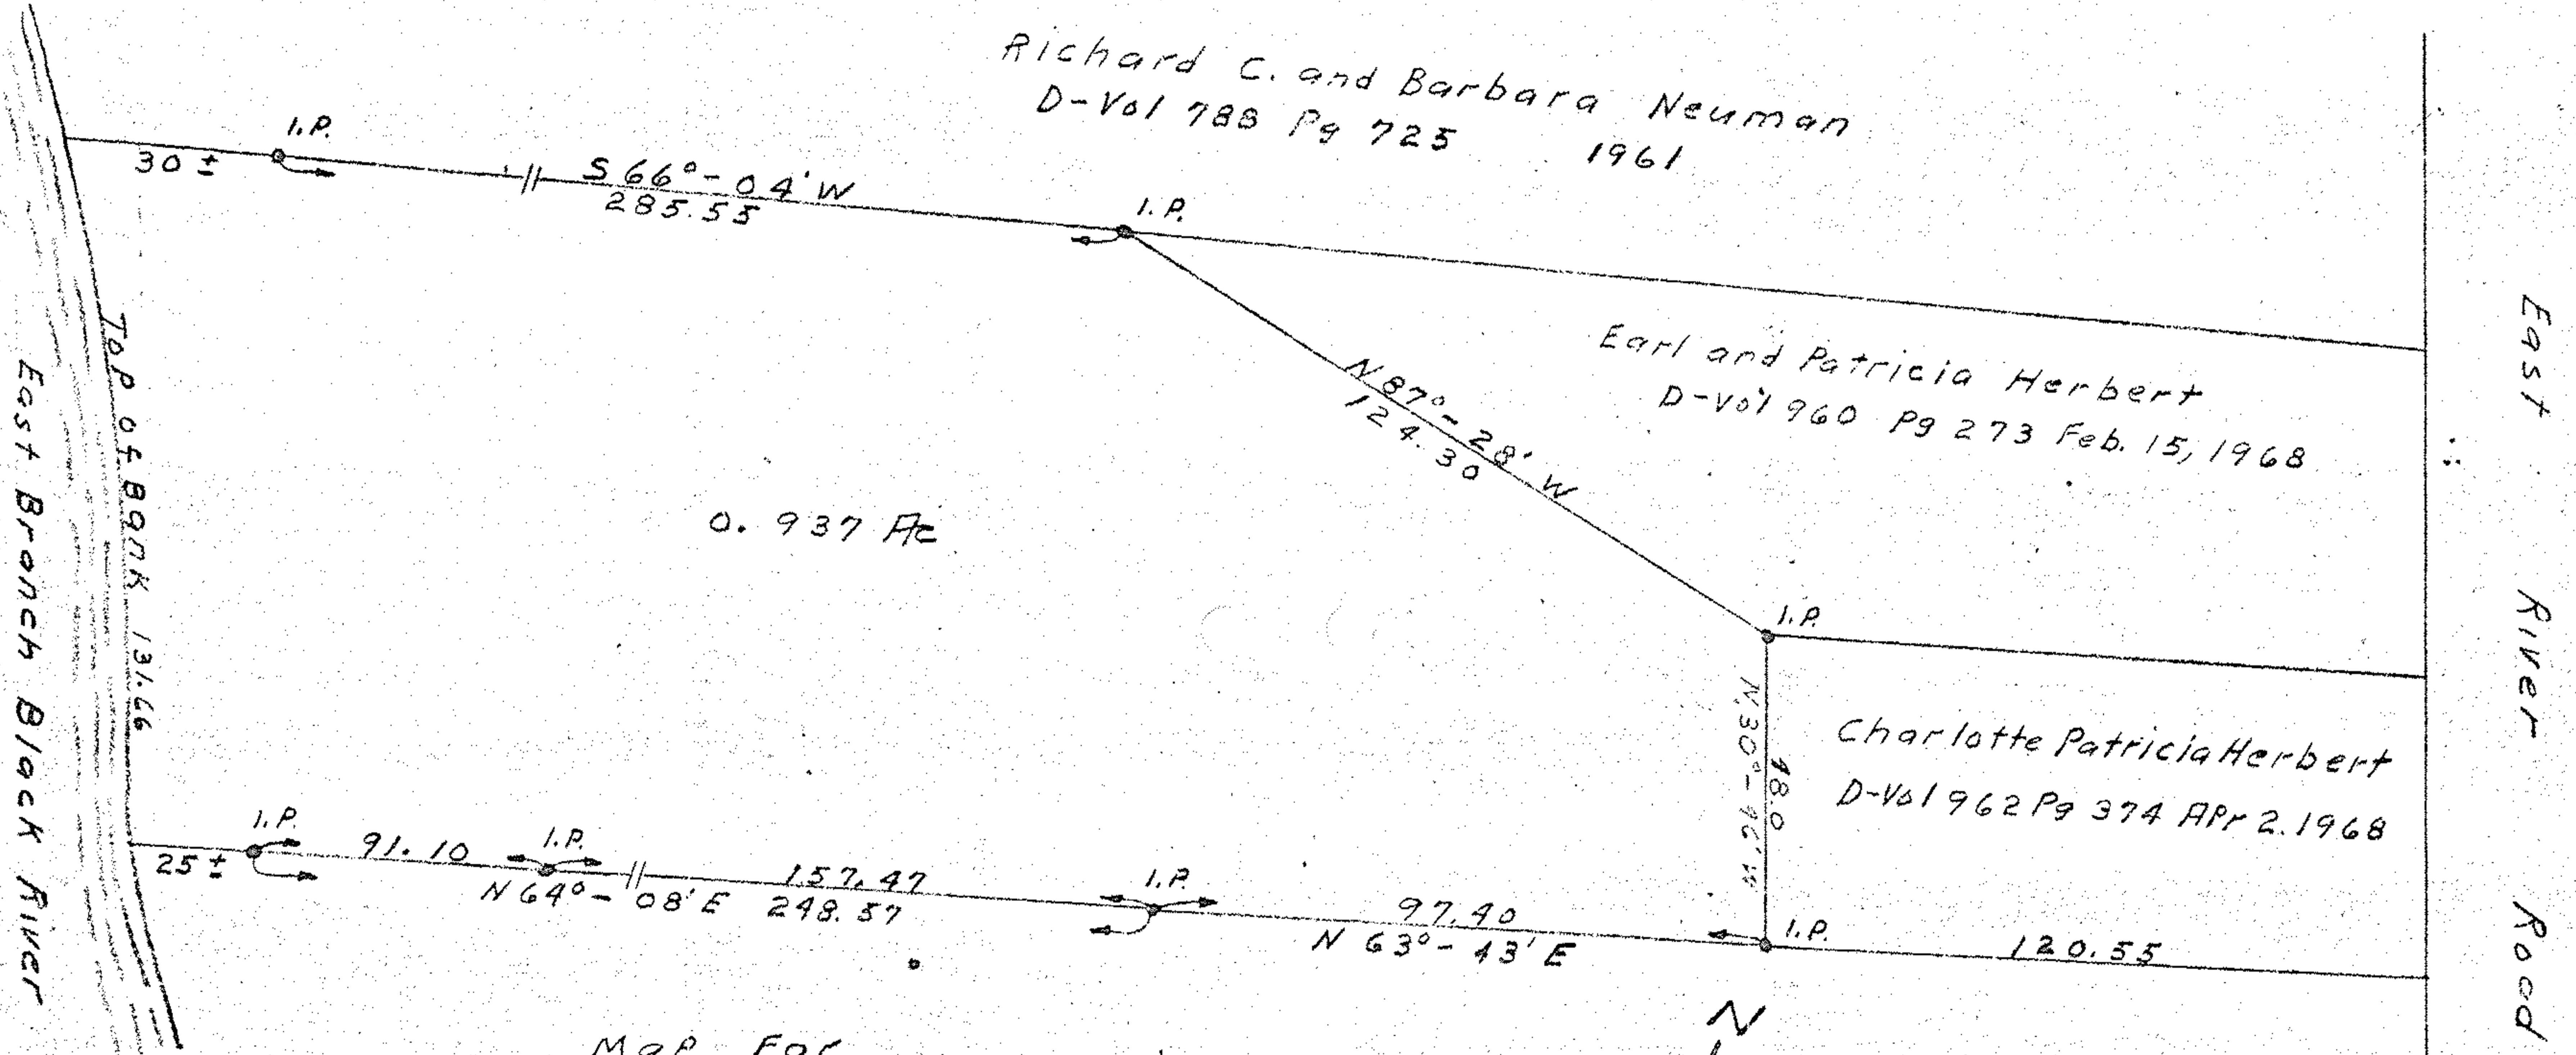 Richard C. and Barbara Neuman
D-Vol 788 Pg 725 1961
I.P.
30 ±
S 66° - 04' W
285.55
I.P.
East River Road
Earl and Patricia Herbert
D-Vol 960 Pg 273 Feb. 15, 1968
N 87° - 28' W
124.30
Top of Bank 131.66
East Branch Black River
0.937 Ac
I.P.
N 30° - 46' W
48.0
Charlotte Patricia Herbert
D-Vol 962 Pg 374 APr 2. 1968
I.P.
25 ±
91.10
I.P.
N 64° - 08' E 248.57
157.47
I.P.
97.40
N 63° - 43' E
I.P.
120.55
N
Map For